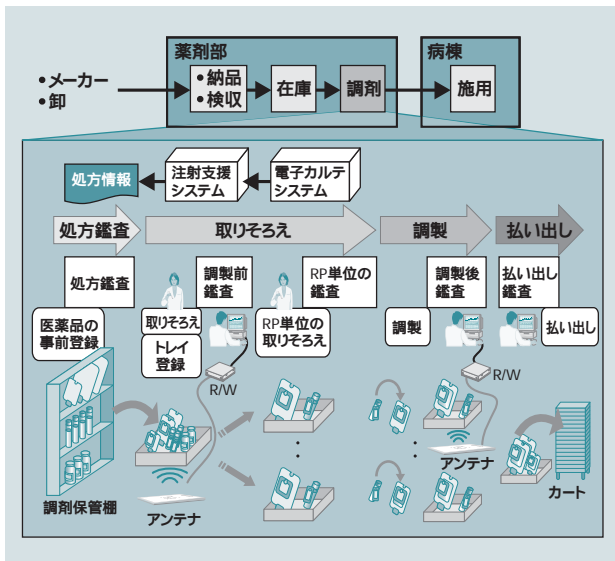 薬剤部
病棟
•メーカー
•卸
•納品
•検収
在庫
調剤
施用
処方情報
注射支援
システム
電子カルテ
システム
処方鑑査
取りそろえ
調製
払い出し
処方鑑査
調製前
鑑査
RP単位の
鑑査
調製後
鑑査
払い出し
鑑査
医薬品の
事前登録
取りそろえ
トレイ
登録
RP単位の
取りそろえ
調製
払い出し
R/W
R/W
調剤保管棚
アンテナ
アンテナ
カート